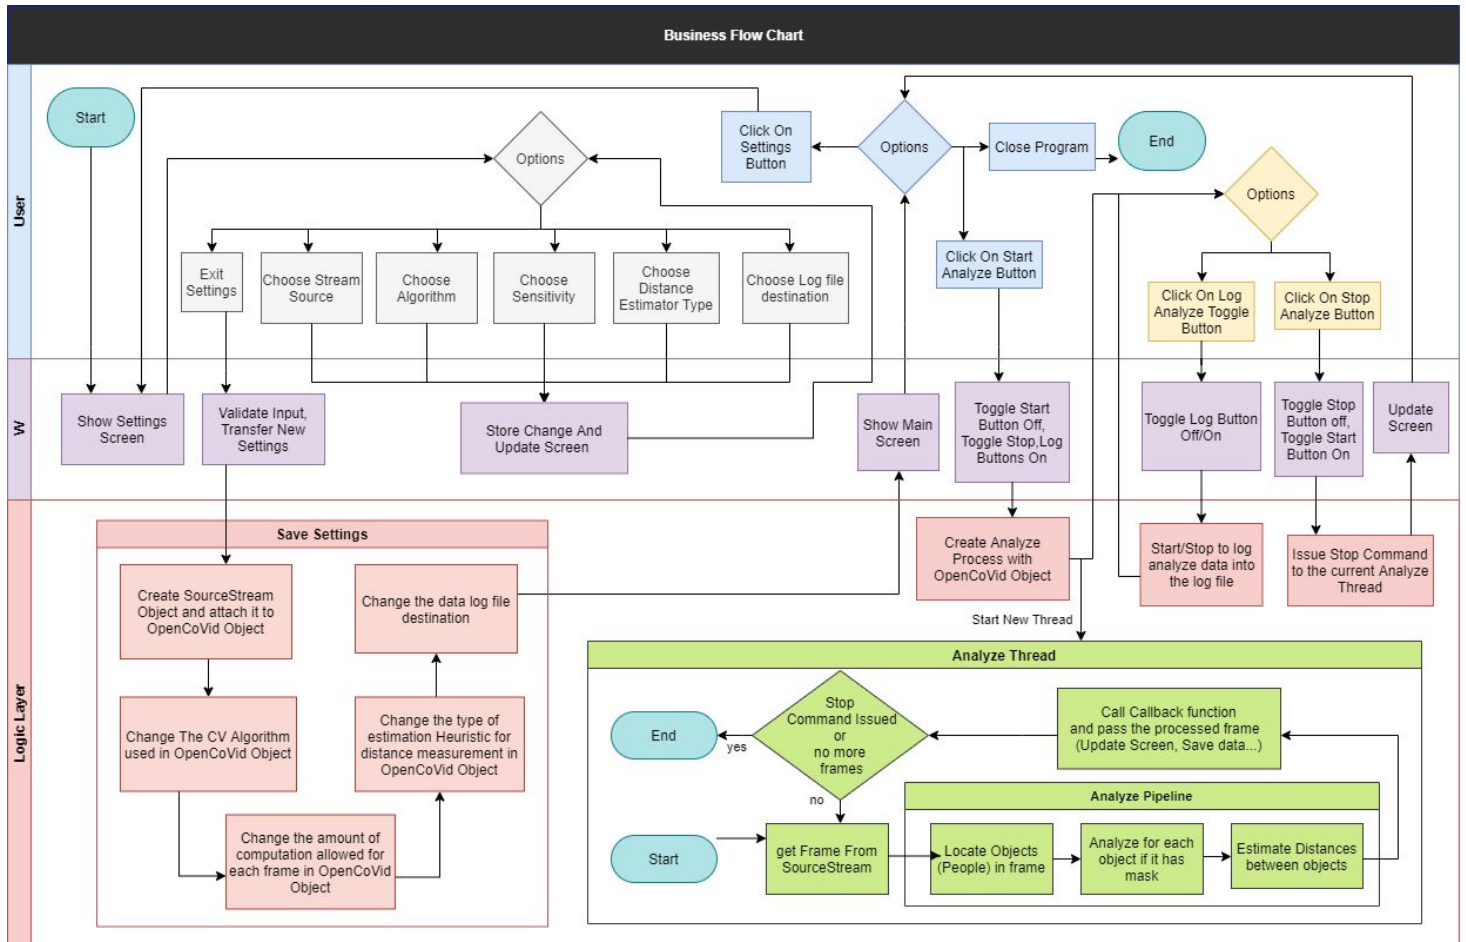 Business Flow Chart
User
Start
Options
Click On
Settings
Button
Options
Close Program
End
Options
Exit
Settings
Choose Stream
Source
Choose
Algorithm
Choose
Sensitivity
Choose
Distance
Estimator Type
Choose Log file
destination
Click On Start
Analyze Button
Click On Log
Analyze Toggle
Button
Click On Stop
Analyze Button
W
Show Settings
Screen
Validate Input,
Transfer New
Settings
Store Change And
Update Screen
Show Main
Screen
Toggle Start
Button Off,
Toggle Stop,Log
Buttons On
Toggle Log Button
Off/On
Toggle Stop
Button off,
Toggle Start
Button On
Update
Screen
Logic Layer
Save Settings
Create SourceStream
Object and attach it to
OpenCoVid Object
Change the data log file
destination
Change The CV Algorithm
used in OpenCoVid Object
Change the type of
estimation Heuristic for
distance measurement in
OpenCoVid Object
Change the amount of
computation allowed for
each frame in OpenCoVid
Object
Create Analyze
Process with
OpenCoVid Object
Start/Stop to log
analyze data into
the log file
Issue Stop Command
to the current Analyze
Thread
Start New Thread
Analyze Thread
End
yes
Stop
Command Issued
or
no more
frames
no
Call Callback function
and pass the processed frame
(Update Screen, Save data...)
Analyze Pipeline
Start
get Frame From
SourceStream
Locate Objects
(People) in frame
Analyze for each
object if it has
mask
Estimate Distances
between objects